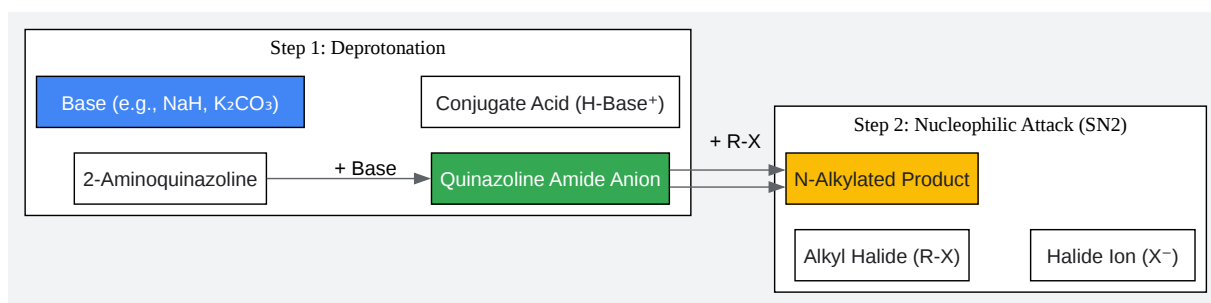 Step 1: Deprotonation
Base (e.g., NaH, K₂CO₃)
Conjugate Acid (H-Base⁺)
2-Aminoquinazoline
+ Base
Quinazoline Amide Anion
+ R-X
Step 2: Nucleophilic Attack (SN2)
N-Alkylated Product
Alkyl Halide (R-X)
Halide Ion (X⁻)